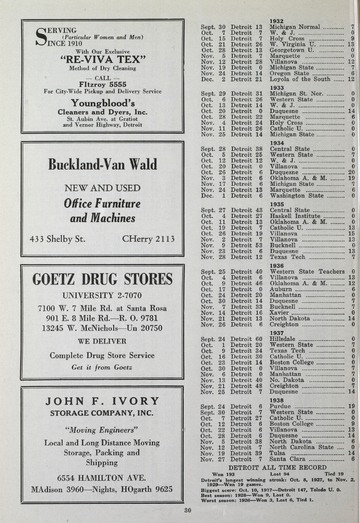 SERVING
(Particular Women and Men)
SINCE 1910
With Our Exclusive
"RE-VIVA TEX"
Method of Dry Cleaning
— CALL —
FItzroy 5555
For City-Wide Pickup and Delivery Service
Youngblood's
Cleaners and Dyers, Inc.
St. Aubin Ave. at Gratiot
and Vernor Highway, Detroit
Buckland-Van Wald
NEW AND USED
Office Furniture
and Machines
433 Shelby St. CHerry 2113
GOETZ DRUG STORES
UNIVERSITY 2-7070
7100 W. 7 Mile Rd. at Santa Rosa
901 E. 8 Mile Rd.—R. O. 9781
13245 W. McNichols—Un 20750
WE DELIVER
Complete Drug Store Service
Get it from Goetz
JOHN F. IVORY
STORAGE COMPANY, INC.
"Moving Engineers"
Local and Long Distance Moving
Storage, Packing and
Shipping
6554 HAMILTON AVE.
MAdison 3960—Nights, HOgarth 9625
1932
Sept. 30 Detroit 13 Michigan Normal 7
Oct. 7 Detroit 7 W. & J. 0
Oct. 15 Detroit 7 Holy Cross 9
Oct. 21 Detroit 26 W. Virginia U. 13
Oct. 28 Detroit 13 Georgetown U.
Nov. 5 Detroit 7 Marquette
Nov. 12 Detroit 28 Villanova 12
Nov. 19 Detroit Michigan State 7
Nov. 24 Detroit 14 Oregon State
Dec. 2 Detroit 21 Loyola of the South 12
1933
Sept. 29 Detroit 31 Michigan St. Nor. 0
Oct. 6 Detroit 26 Western State 0
Oct. 13 Detroit 14 W. & J. 0
Oct. 20 Detroit 0 Duquesne 14
Oct. 28 Detroit 22 Marquette
Nov. 4 Detroit 24 Holy Cross
Nov. 11 Detroit 26 Catholic U. 0
Nov. 25 Detroit 14 Michigan State 0
1934
Sept. 28 Detroit 38 Central State 0
Oct. 5 Detroit 25 Western State 7
Oct. 12 Detroit 12 W. & J. 0
Oct. Detroit 0 Villanova 0
Oct. 26 Detroit 6 Duquesne 20
Nov. 3 Detroit 6 Oklahoma A. & M. 19
Nov. 17 Detroit 6 Michigan State 7
Nov. 24 Detroit 13 Marquette 6
Dec. 1 Detroit 6 Washington State
1935
Sept. 27 Detroit 43 Central State 0
Oct. 4 Detroit 27 Haskell Institute 0
Oct. 11 Detroit 13 Oklahoma A. & M. 0
Oct. 19 Detroit 7 Catholic U. 13
Oct. 26 Detroit 19 Villanova 15
Nov. 2 Detroit 7 Villanova 13
Nov. 9 Detroit 53 Bucknell 0
Nov. 23 Detroit 6 Duquesne 13
Nov. 28 Detroit 12 Texas Tech 7
1936
Sept. 25 Detroit 40 Western State Teachers 0
Oct. 4 Detroit 6 Villanova 13
Oct. 9 Detroit 46 Oklahoma A. & M. 12
Oct. 17 Detroit 0 Auburn 6
Oct. 24 Detroit 20 Manhattan 0
Oct. 30 Detroit 14 Duquesne 7
Nov. 7 Detroit 33 Bucknell 7
Nov. 14 Detroit 16 Xavier 0
Nov. 21 Detroit 13 North Dakota 14
Nov. 26 Detroit 6 Creighton
1937
Sept. 24 Detroit 60 Hillsdale 0
Oct. 1 Detroit 20 Western State 7
Oct. 9 Detroit 34 Texas Tech 7
Oct. 16 Detroit 30 Catholic U. 0
Oct. 23 Detroit 14 Boston College 0
Oct. 30 Detroit 0 Villanova 7
Nov. 6 Detroit 0 Manhattan 7
Nov. 13 Detroit 40 No. Dakota 0
Nov. 21 Detroit 48 Creighton 7
Nov. 25 Detroit 7 Duquesne 14
1938
Sept. 24 Detroit 6 Purdue 19
Sept. 30 Detroit 7 Western State 0
Oct. 7 Detroit 27 Catholic U. 0
Oct. 12 Detroit 6 Boston College 9
Oct. 22 Detroit 6 Villanova 13
Oct. 28 Detroit 6 Duquesne 14
Nov. 5 Detroit 38 North Dakota 6
Nov. 12 Detroit 7 North Carolina State 0
Nov. 19 Detroit 39 Tulsa 14
Nov. 27 Detroit 7 Santa Clara 6
DETROIT ALL TIME RECORD
Won 193 Lost 94 Tied 19
Detroit's longest winning streak: Oct. 8, 1927, to Nov. 2,
1929—Won 19 games.
Biggest score: Oct. 10, 1917—Detroit 147, Toledo U. 0.
Best season: 1928—Won 9, Lost 0.
Worst season: 1926—Won 3, Lost 6, Tied 1.
30